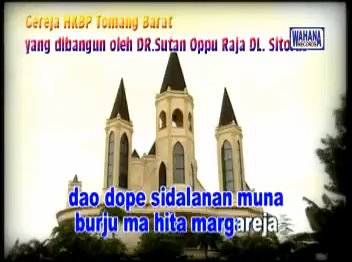 Gereja HKBP Tomang Barat
yang dibangun oleh DR.Sutan Oppu Raja DL.
WAHANA
RECORDS
dao dope sidalanan muna
burju ma hita margareja